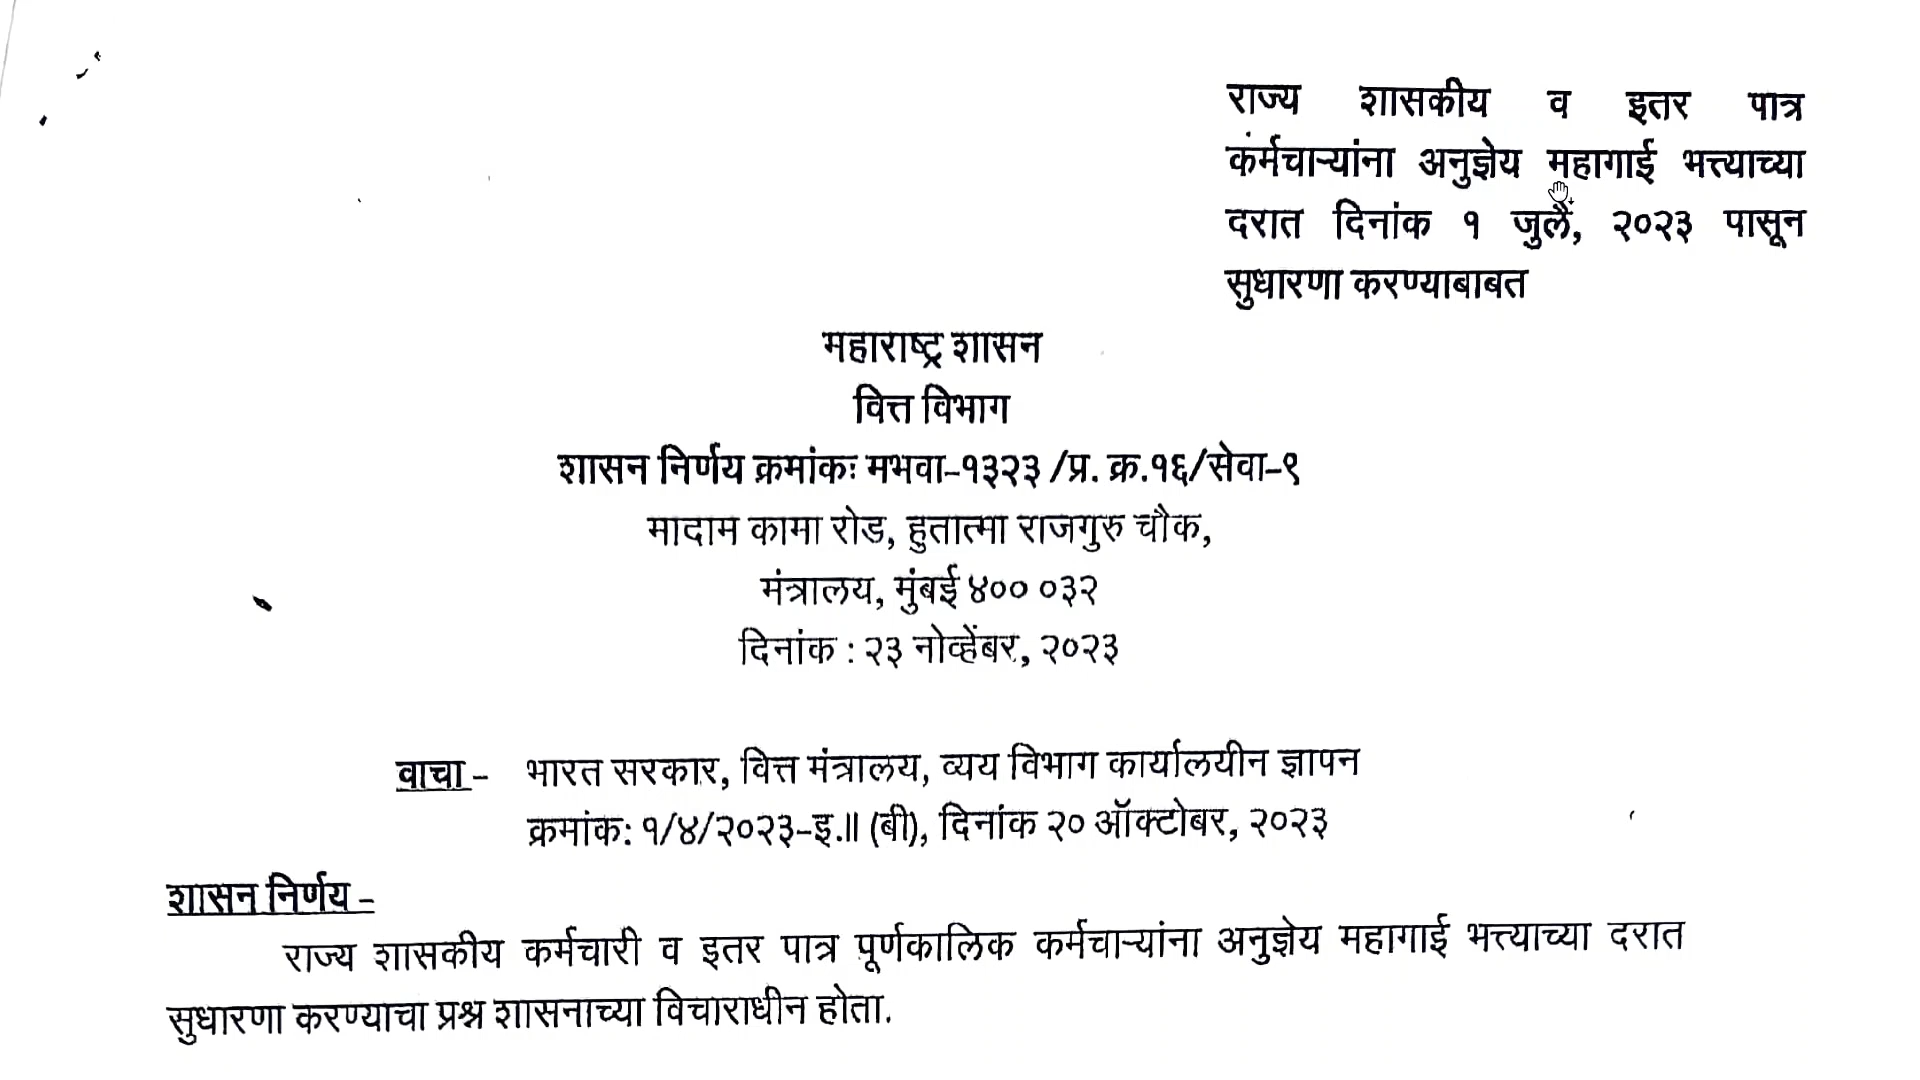 राज्य शासकीय व इतर पात्र
कर्मचाऱ्यांना अनुज्ञेय महागाई भत्त्याच्या
दरात दिनांक १ जुलै, २०२३ पासून
सुधारणा करण्याबाबत
महाराष्ट्र शासन
वित्त विभाग
शासन निर्णय क्रमांकः मभवा-१३२३ /प्र. क्र.१६/सेवा-९
मादाम कामा रोड, हुतात्मा राजगुरु चौक,
मंत्रालय, मुंबई ४०० ०३२
दिनांक : २३ नोव्हेंबर, २०२३
वाचा - भारत सरकार, वित्त मंत्रालय, व्यय विभाग कार्यालयीन ज्ञापन
क्रमांक: १/४/२०२३-इ.II (बी), दिनांक २० ऑक्टोबर, २०२३
शासन निर्णय -
राज्य शासकीय कर्मचारी व इतर पात्र पूर्णकालिक कर्मचाऱ्यांना अनुज्ञेय महागाई भत्त्याच्या दरात
सुधारणा करण्याचा प्रश्न शासनाच्या विचाराधीन होता.